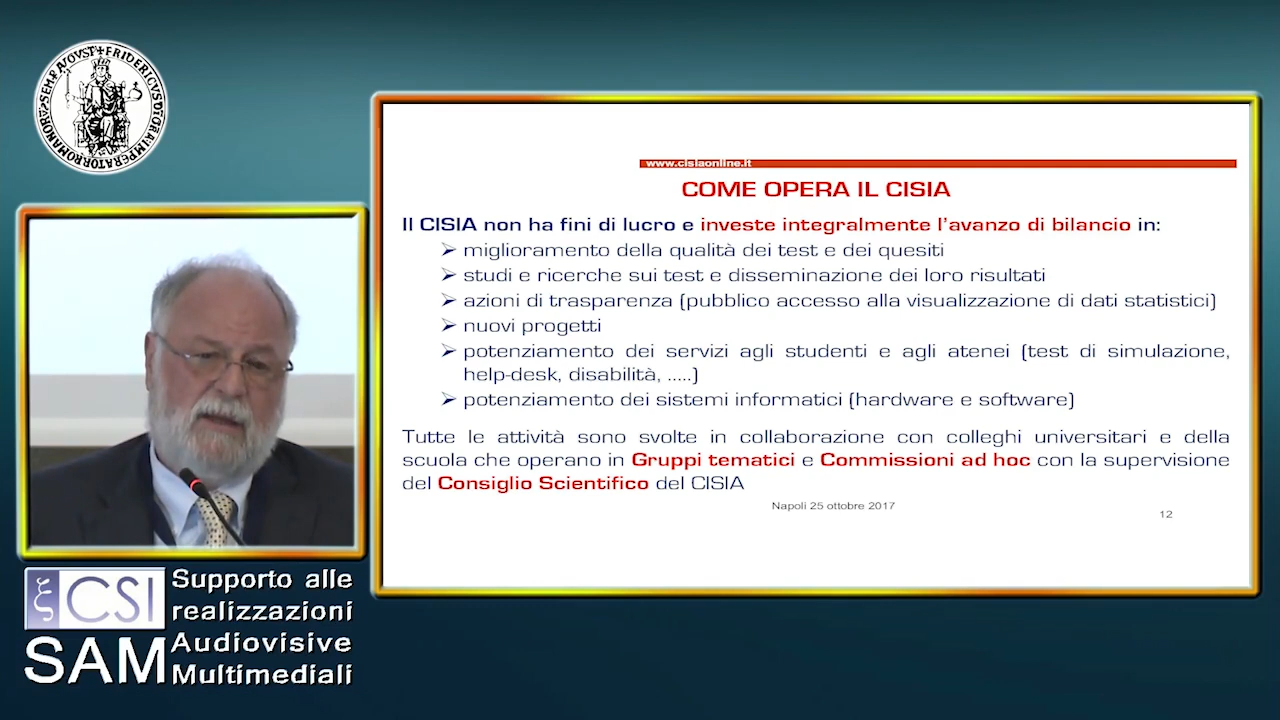 SEMPAVGVST✝FRIDERICVSDGRAIMPERATORROMANORV
www.cisiaonline.it
COME OPERA IL CISIA
Il CISIA non ha fini di lucro e investe integralmente l'avanzo di bilancio in:
➢ miglioramento della qualità dei test e dei quesiti
➢ studi e ricerche sui test e disseminazione dei loro risultati
➢ azioni di trasparenza (pubblico accesso alla visualizzazione di dati statistici)
➢ nuovi progetti
➢ potenziamento dei servizi agli studenti e agli atenei (test di simulazione,
help-desk, disabilità, .....)
➢ potenziamento dei sistemi informatici (hardware e software)
Tutte le attività sono svolte in collaborazione con colleghi universitari e della
scuola che operano in Gruppi tematici e Commissioni ad hoc con la supervisione
del Consiglio Scientifico del CISIA
Napoli 25 ottobre 2017
12
ξ CSI
SAM
Supporto alle
realizzazioni
Audiovisive
Multimediali